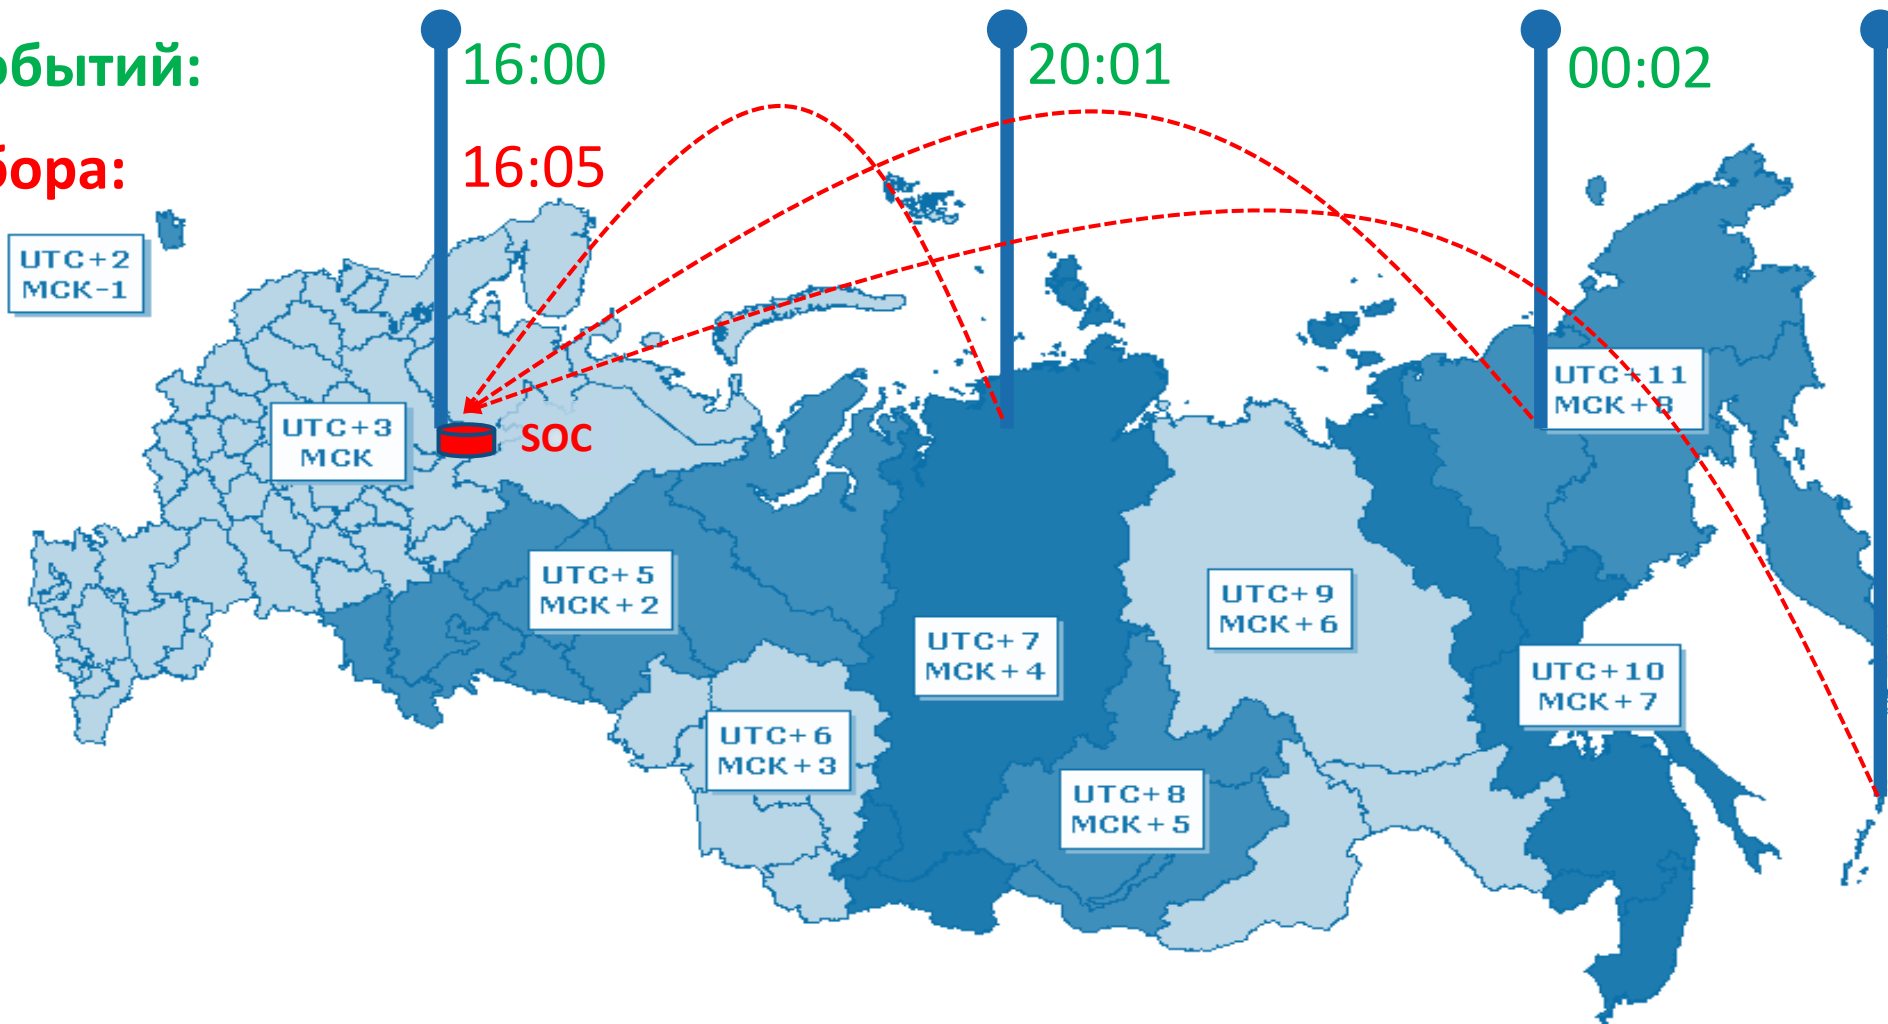 обытий:
16:00
20:01
00:02
бора:
16:05
UTC+2
МСК-1
UTC+3
МСК
SOC
UTC+5
МСК+2
UTC+6
МСК+3
UTC+7
МСК+4
UTC+8
МСК+5
UTC+9
МСК+6
UTC+10
МСК+7
UTC+11
МСК+8